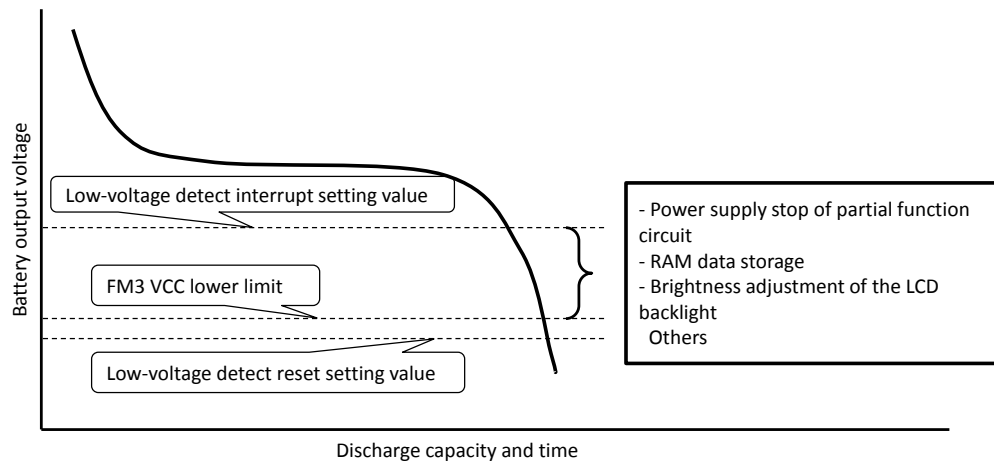 Battery output voltage
Low-voltage detect interrupt setting value
FM3 VCC lower limit
Low-voltage detect reset setting value
- Power supply stop of partial function
circuit
- RAM data storage
- Brightness adjustment of the LCD
backlight
Others
Discharge capacity and time